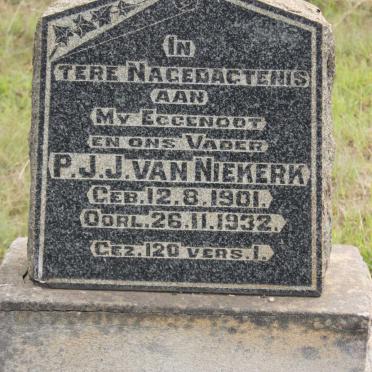 IN
TERE NAGEDACTENIS
AAN
MY EGGENOOT
EN ONS VADER
P.J.J. VAN NIEKERK
GEB. 12.8.1901.
OORL. 26.11.1932.
GEZ. 120 VERS. 1.